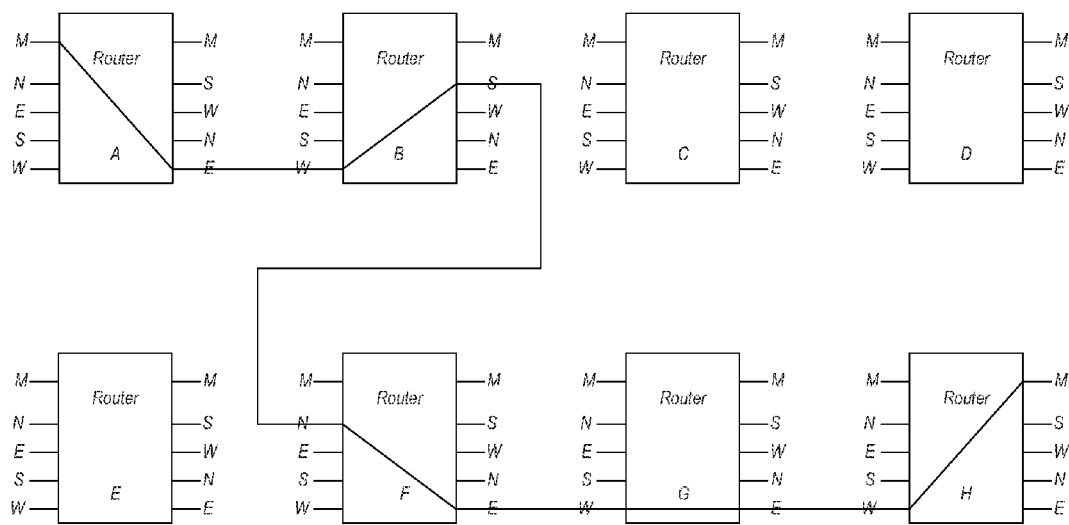 M Router M M Router M M Router M M Router M
N S N S N S N S
E W E W E W E W
S N S N S N S N
W A E W B E W C E W D E
M Router M M Router M M Router M M Router M
N S N S N S N S
E W E W E W E W
S N S N S N S N
W E E W F E W G E W H E